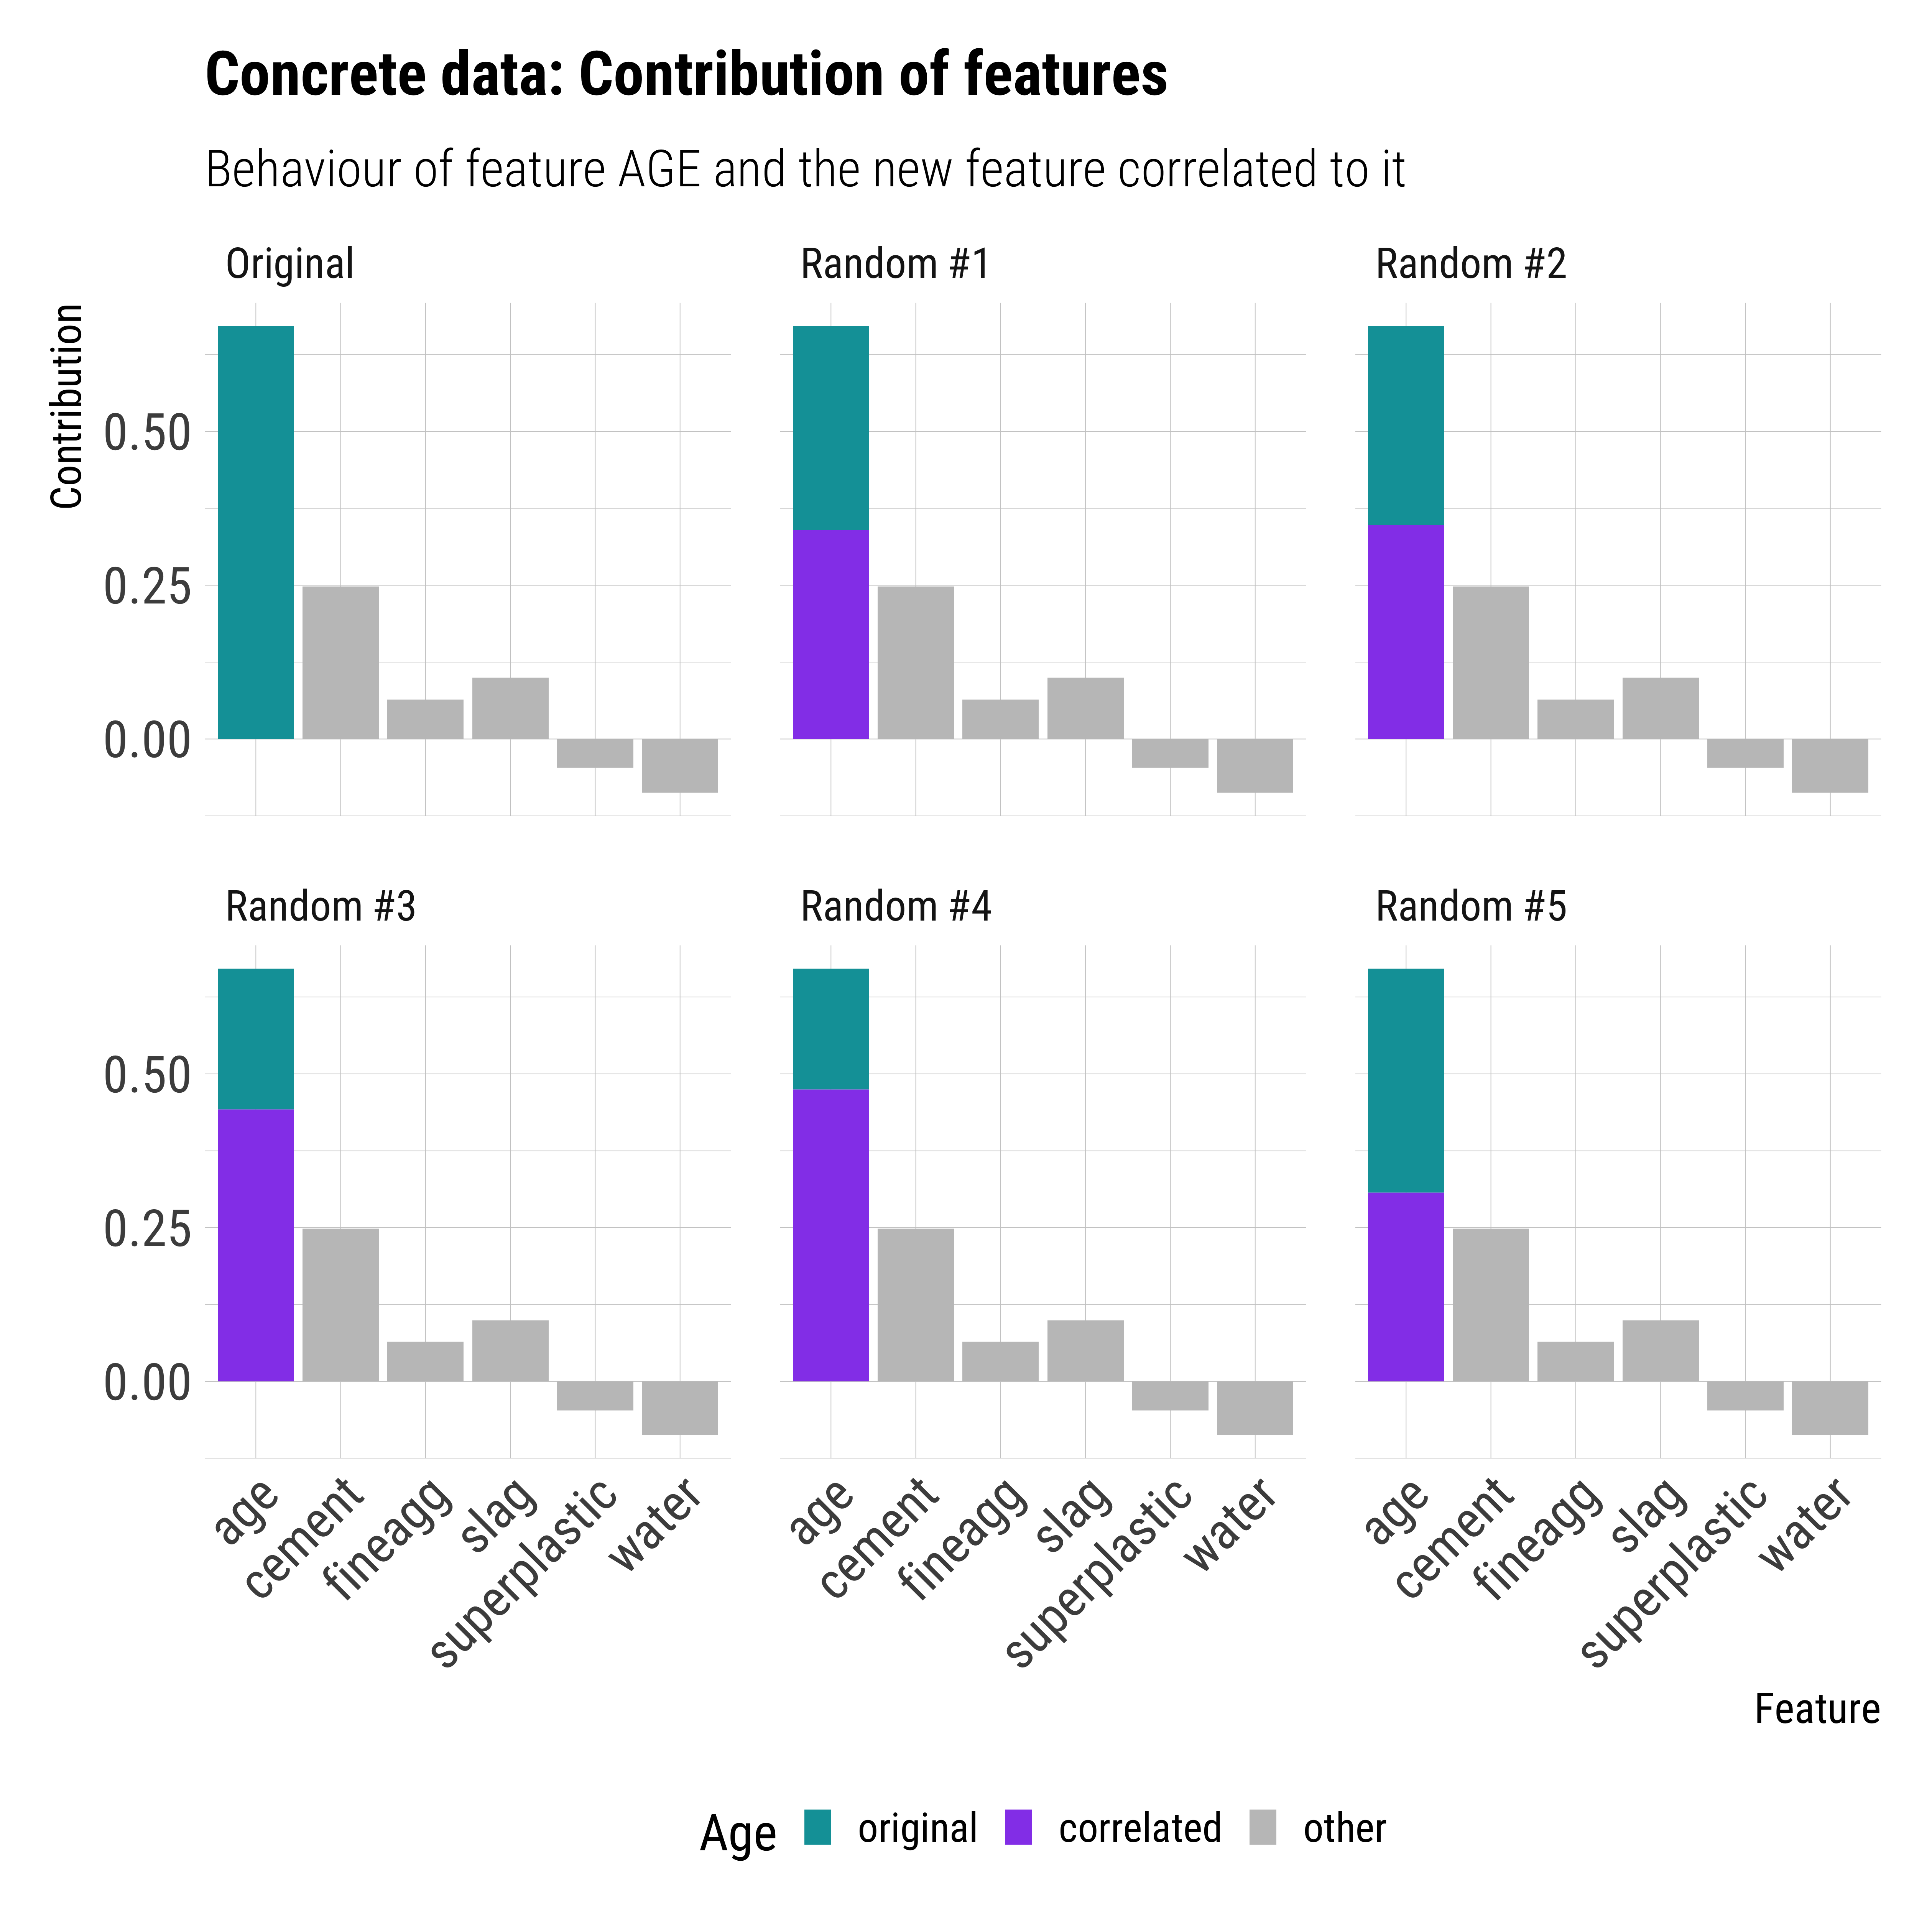 Concrete data: Contribution of features
Behaviour of feature AGE and the new feature correlated to it
Original
Random #1
Random #2
Contribution
0.50
0.25
0.00
Random #3
Random #4
Random #5
0.50
0.25
0.00
age
cement
fineagg
slag
superplastic
water
age
cement
fineagg
slag
superplastic
water
age
cement
fineagg
slag
superplastic
water
Feature
Age original correlated other